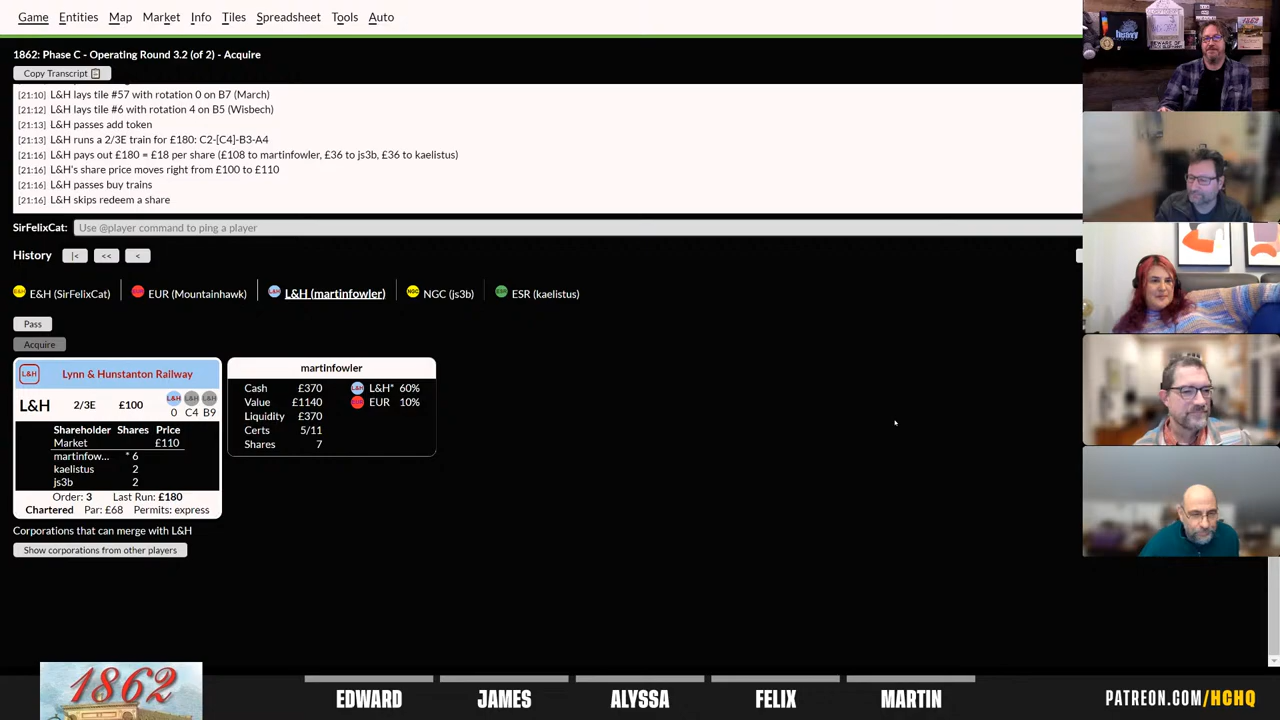 Game Entities Map Market Info Tiles Spreadsheet Tools Auto
1862: Phase C - Operating Round 3.2 (of 2) - Acquire
Copy Transcript
[21:10] L&H lays tile #57 with rotation 0 on B7 (March)
[21:12] L&H lays tile #6 with rotation 4 on B5 (Wisbech)
[21:13] L&H passes add token
[21:13] L&H runs a 2/3E train for £180: C2-[C4]-B3-A4
[21:16] L&H pays out £180 = £18 per share (£108 to martinfowler, £36 to js3b, £36 to kaelistus)
[21:16] L&H's share price moves right from £100 to £110
[21:16] L&H passes buy trains
[21:16] L&H skips redeem a share
SirFelixCat: Use @player command to ping a player
History |< << <
E&H (SirFelixCat) EUR (Mountainhawk) L&H (martinfowler) NGC (js3b) ESR (kaelistus)
Pass
Acquire
L&H Lynn & Hunstanton Railway
L&H 2/3E £100 0 C4 B9
Shareholder Shares Price
Market £110
martinfow... * 6
kaelistus 2
js3b 2
Order: 3 Last Run: £180
Chartered Par: £68 Permits: express
martinfowler
Cash £370 L&H* 60%
Value £1140 EUR 10%
Liquidity £370
Certs 5/11
Shares 7
Corporations that can merge with L&H
Show corporations from other players
1862
EDWARD JAMES ALYSSA FELIX MARTIN
PATREON.COM/HCHQ